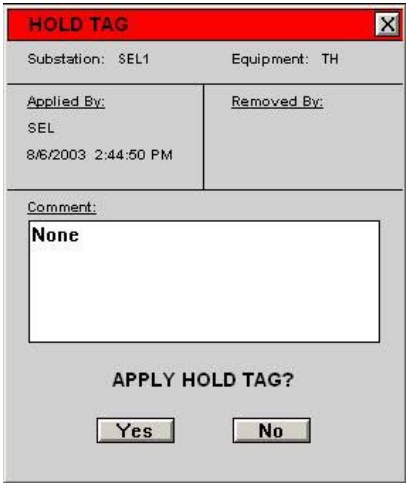 HOLD TAG
Substation: SEL1 Equipment: TH
Applied By:
SEL
8/6/2003 2:44:50 PM
Removed By:
Comment:
None
APPLY HOLD TAG?
Yes No